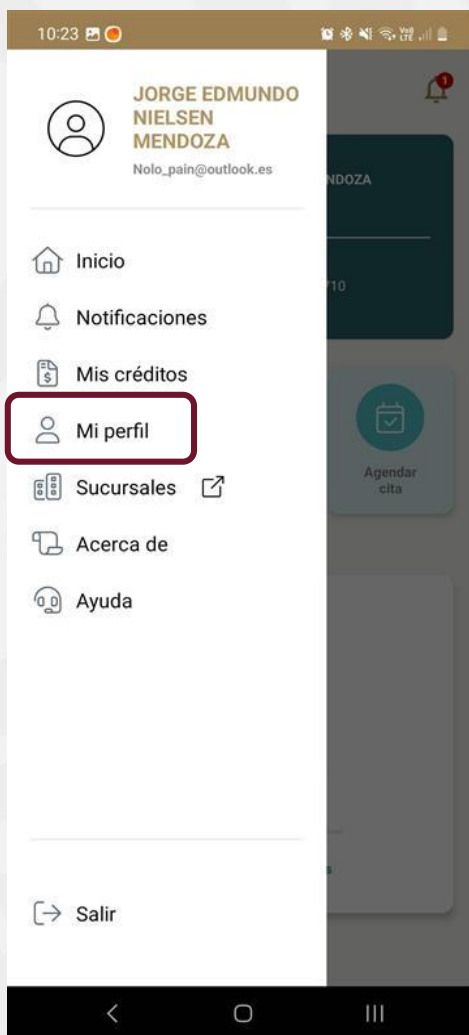 10:23
JORGE EDMUNDO
NIELSEN
MENDOZA
Nolo_pain@outlook.es
1
NDOZA
Inicio
710
Notificaciones
Mis créditos
Mi perfil
Agendar
cita
Sucursales
Acerca de
Ayuda
s
Salir